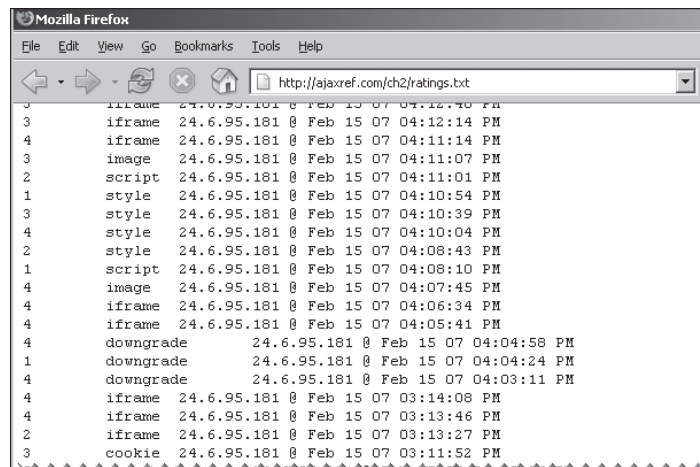 Mozilla Firefox
File Edit View Go Bookmarks Tools Help
http://ajaxref.com/ch2/ratings.txt
3 iframe 24.6.95.181 @ Feb 15 07 04:12:40 PM
3 iframe 24.6.95.181 @ Feb 15 07 04:12:14 PM
4 iframe 24.6.95.181 @ Feb 15 07 04:11:14 PM
3 image 24.6.95.181 @ Feb 15 07 04:11:07 PM
2 script 24.6.95.181 @ Feb 15 07 04:11:01 PM
1 style 24.6.95.181 @ Feb 15 07 04:10:54 PM
3 style 24.6.95.181 @ Feb 15 07 04:10:39 PM
4 style 24.6.95.181 @ Feb 15 07 04:10:04 PM
2 style 24.6.95.181 @ Feb 15 07 04:08:43 PM
1 script 24.6.95.181 @ Feb 15 07 04:08:10 PM
4 image 24.6.95.181 @ Feb 15 07 04:07:45 PM
4 iframe 24.6.95.181 @ Feb 15 07 04:06:34 PM
4 iframe 24.6.95.181 @ Feb 15 07 04:05:41 PM
4 downgrade 24.6.95.181 @ Feb 15 07 04:04:58 PM
1 downgrade 24.6.95.181 @ Feb 15 07 04:04:24 PM
4 downgrade 24.6.95.181 @ Feb 15 07 04:03:11 PM
4 iframe 24.6.95.181 @ Feb 15 07 03:14:08 PM
4 iframe 24.6.95.181 @ Feb 15 07 03:13:46 PM
2 iframe 24.6.95.181 @ Feb 15 07 03:13:27 PM
3 cookie 24.6.95.181 @ Feb 15 07 03:11:52 PM